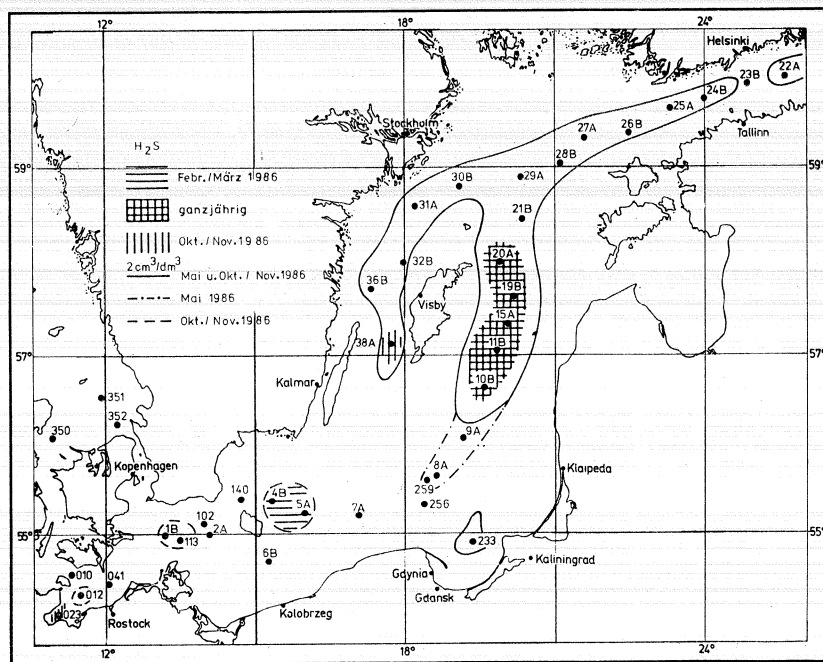 12° 18° 24°
Helsinki
22A
23B
24B
25A
Stockholm
27A
26B
Tallinn
H₂S
28B
59° 59°
Febr./März 1986
30B
29A
31A
21B
ganzjährig
Okt./Nov.1986
2cm³/dm³
Mai u.Okt./Nov.1986
32B
20A
36B
19B
Mai 1986
Visby
15A
Okt./Nov.1986
38A
11B
57° 57°
Kalmar
10B
351
352
350
9A
Kopenhagen
8A
Klaipeda
259
140
4B
256
5A
7A
102
1B
2A
113
233
55° 55°
6B
Kaliningrad
010
041
Gdynia
012
Gdansk
023
Rostock
Kolobrzeg
12° 18° 24°